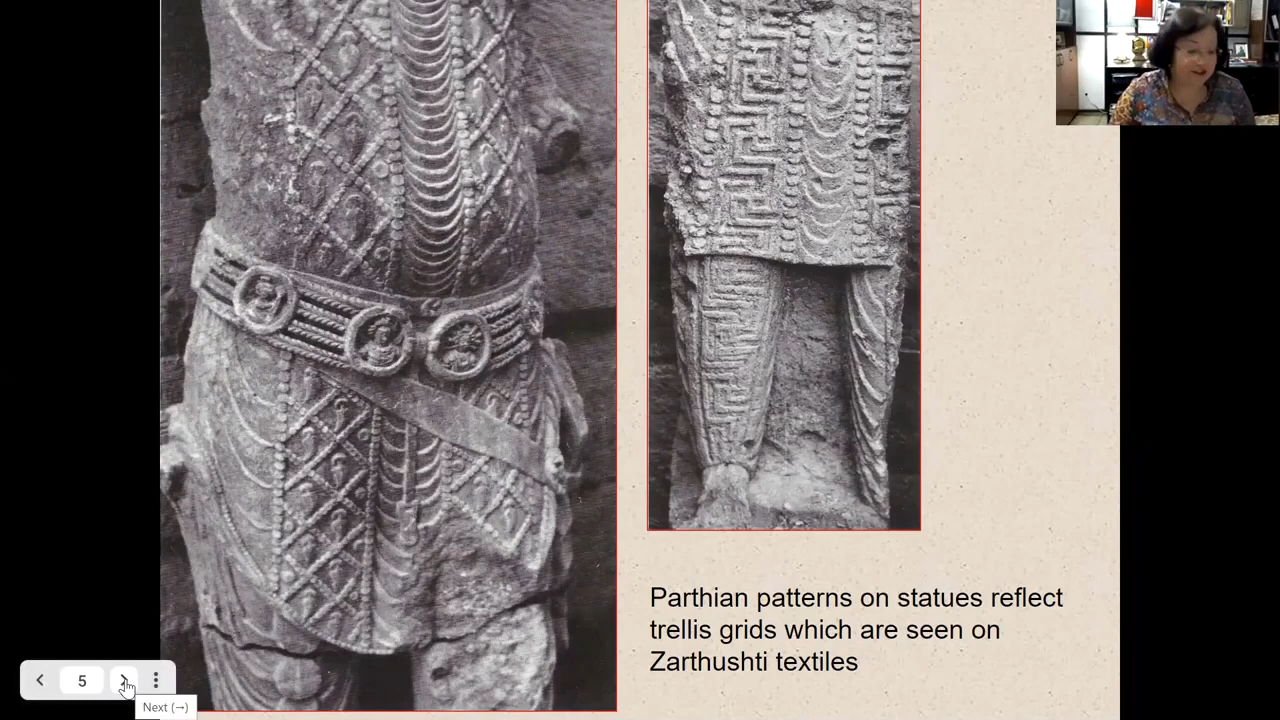 Parthian patterns on statues reflect
trellis grids which are seen on
Zarthushti textiles
5
Next (→)